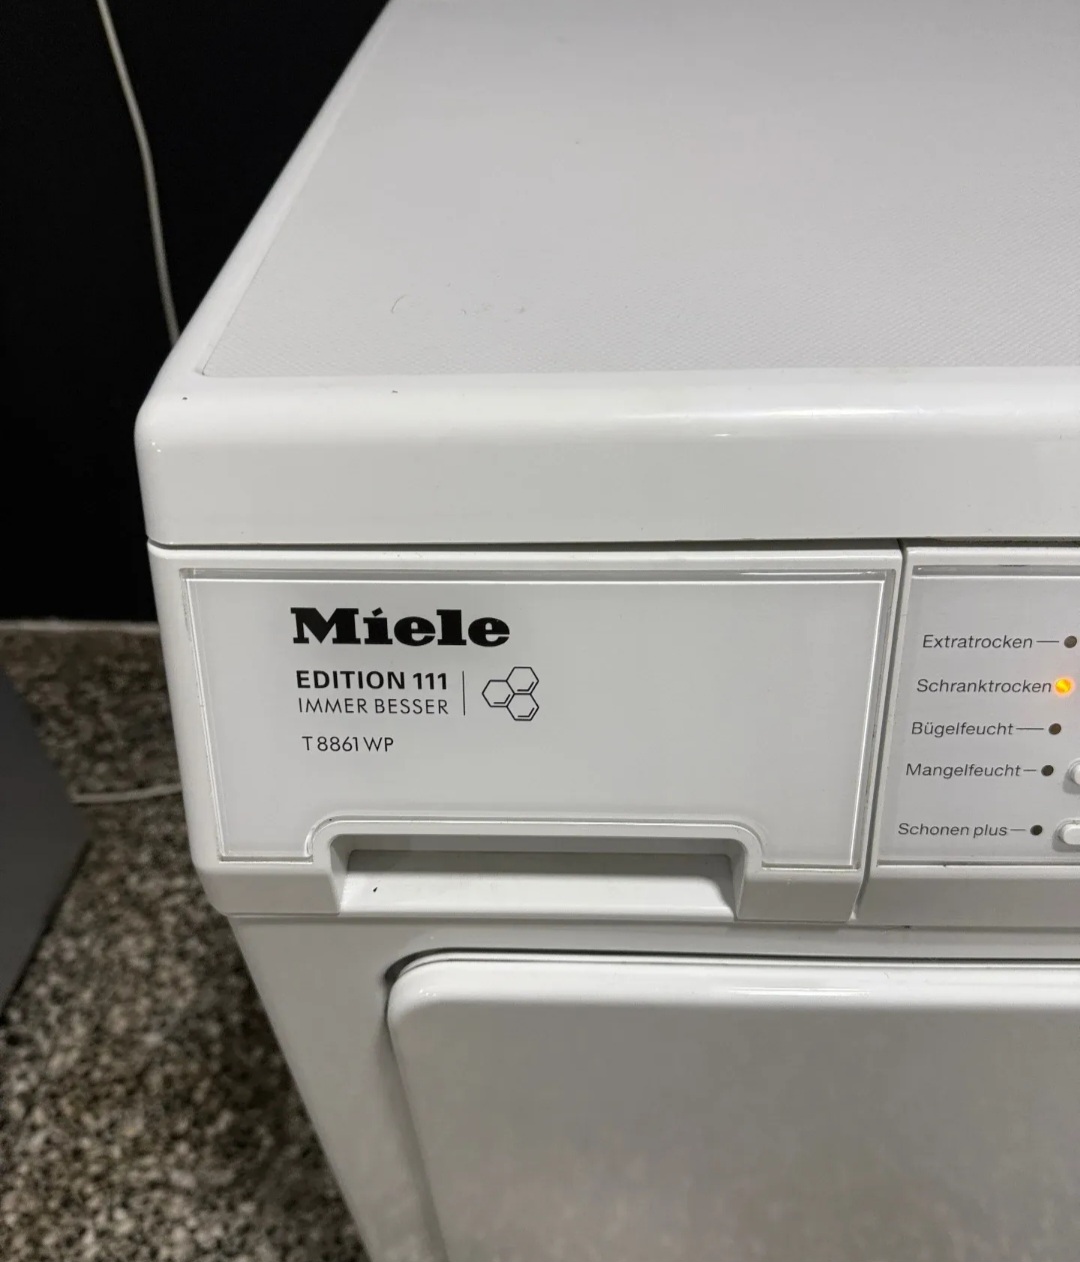 Miele
EDITION 111
IMMER BESSER
T 8861 WP
Extratrocken
Schranktrocken
Bügelfeucht
Mangelfeucht
Schonen plus